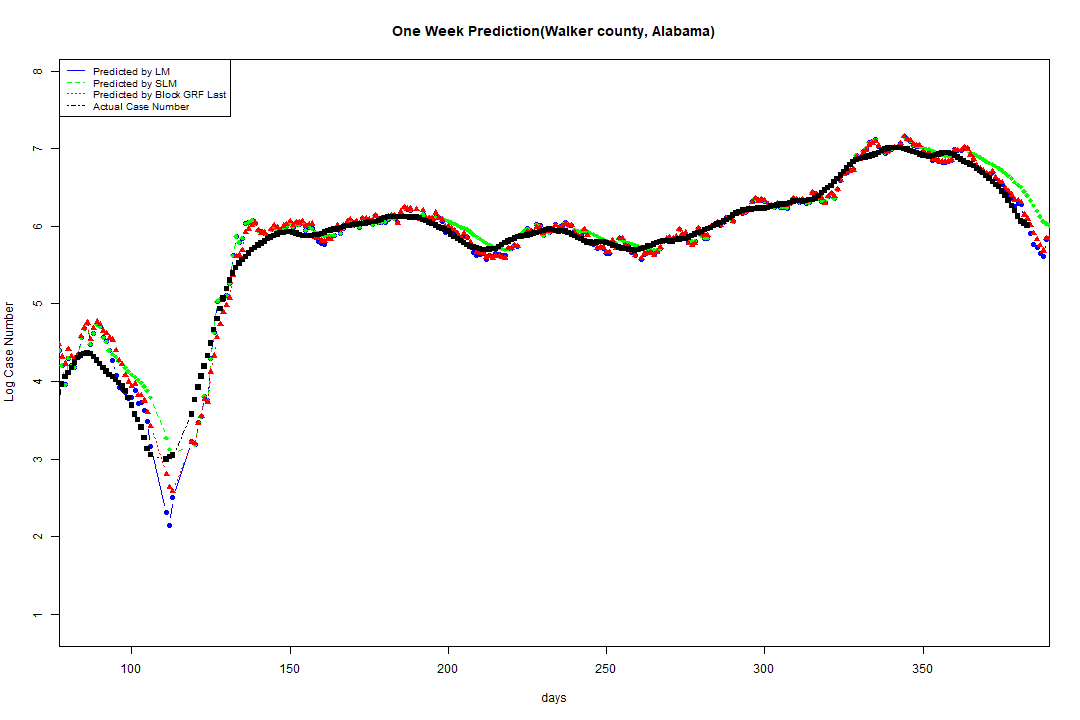 One Week Prediction(Walker county, Alabama)
Predicted by LM
Predicted by SLM
Predicted by Block GRF Last
Actual Case Number
8
7
6
5
4
3
2
1
Log Case Number
100 150 200 250 300 350
days